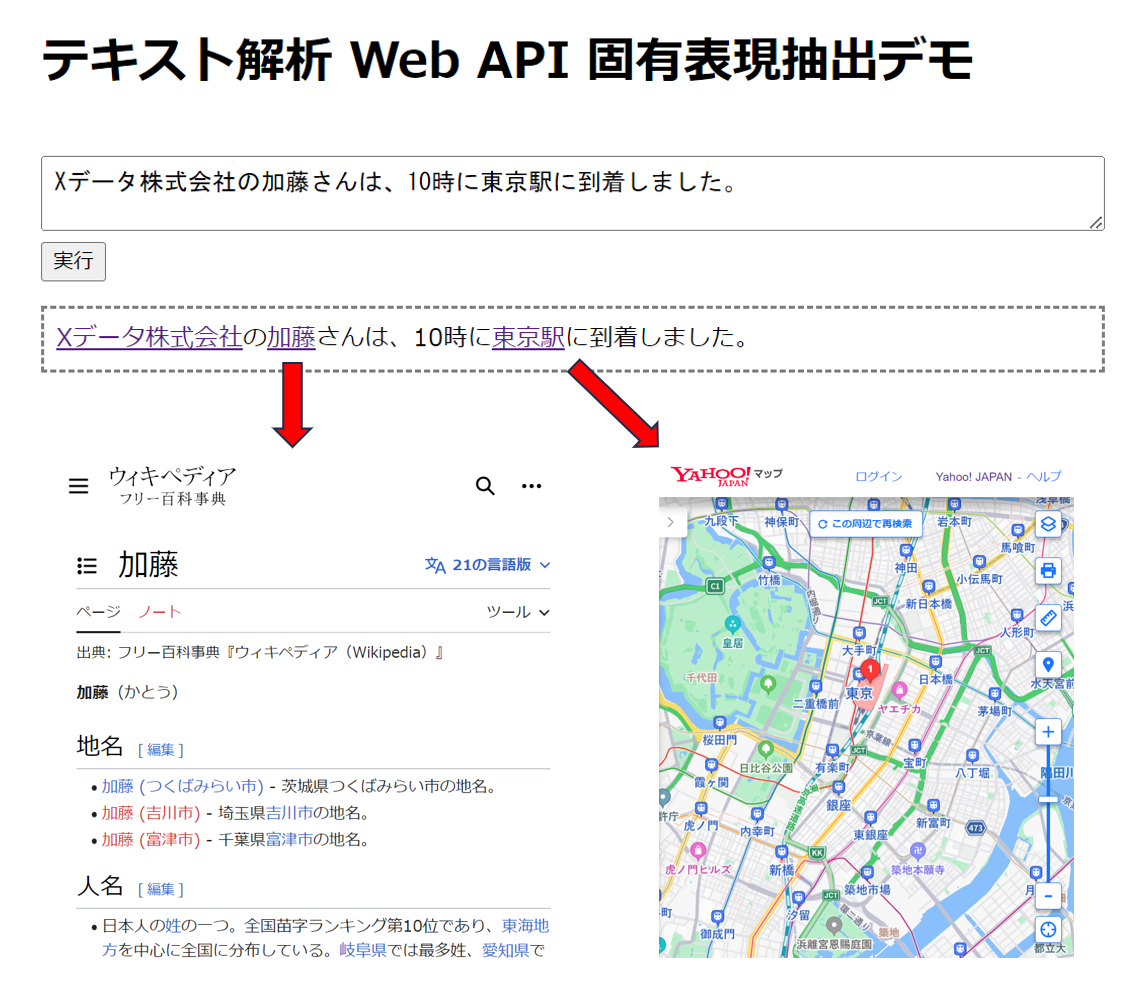 テキスト解析 Web API 固有表現抽出デモ
Xデータ株式会社の加藤さんは、10時に東京駅に到着しました。
実行
Xデータ株式会社の加藤さんは、10時に東京駅に到着しました。
ウィキペディア
フリー百科事典
加藤
21の言語版
ページ ノート ツール
出典: フリー百科事典『ウィキペディア（Wikipedia）』
加藤（かとう）
地名 [ 編集 ]
加藤 (つくばみらい市) - 茨城県つくばみらい市の地名。
加藤 (吉川市) - 埼玉県吉川市の地名。
加藤 (富津市) - 千葉県富津市の地名。
人名 [ 編集 ]
日本人の姓の一つ。全国苗字ランキング第10位であり、東海地
方を中心に全国に分布している。岐阜県では最多姓、愛知県で
YAHOO! JAPAN マップ
ログイン Yahoo! JAPAN - ヘルプ
九段下
神保町
この周辺で再検索
岩本町
馬喰町
神田
竹橋
小伝馬町
C1
JCT
新日本橋
人形町
皇居
大手町
JCT
1
日本橋
水天宮前
千代田
東京
二重橋前
ヤエチカ
茅場町
桜田門
京葉線
JCT
日比谷公園
有楽町
宝町
霞ヶ関
東京高速道路
八丁堀
隅田川
銀座
虎ノ門
内幸町
東銀座
新富町
473
KK
虎ノ門ヒルズ
新橋
築地本願寺
築地市場
JCT
汐留
環二通り
築地
御成門
浜離宮恩賜庭園
都立大